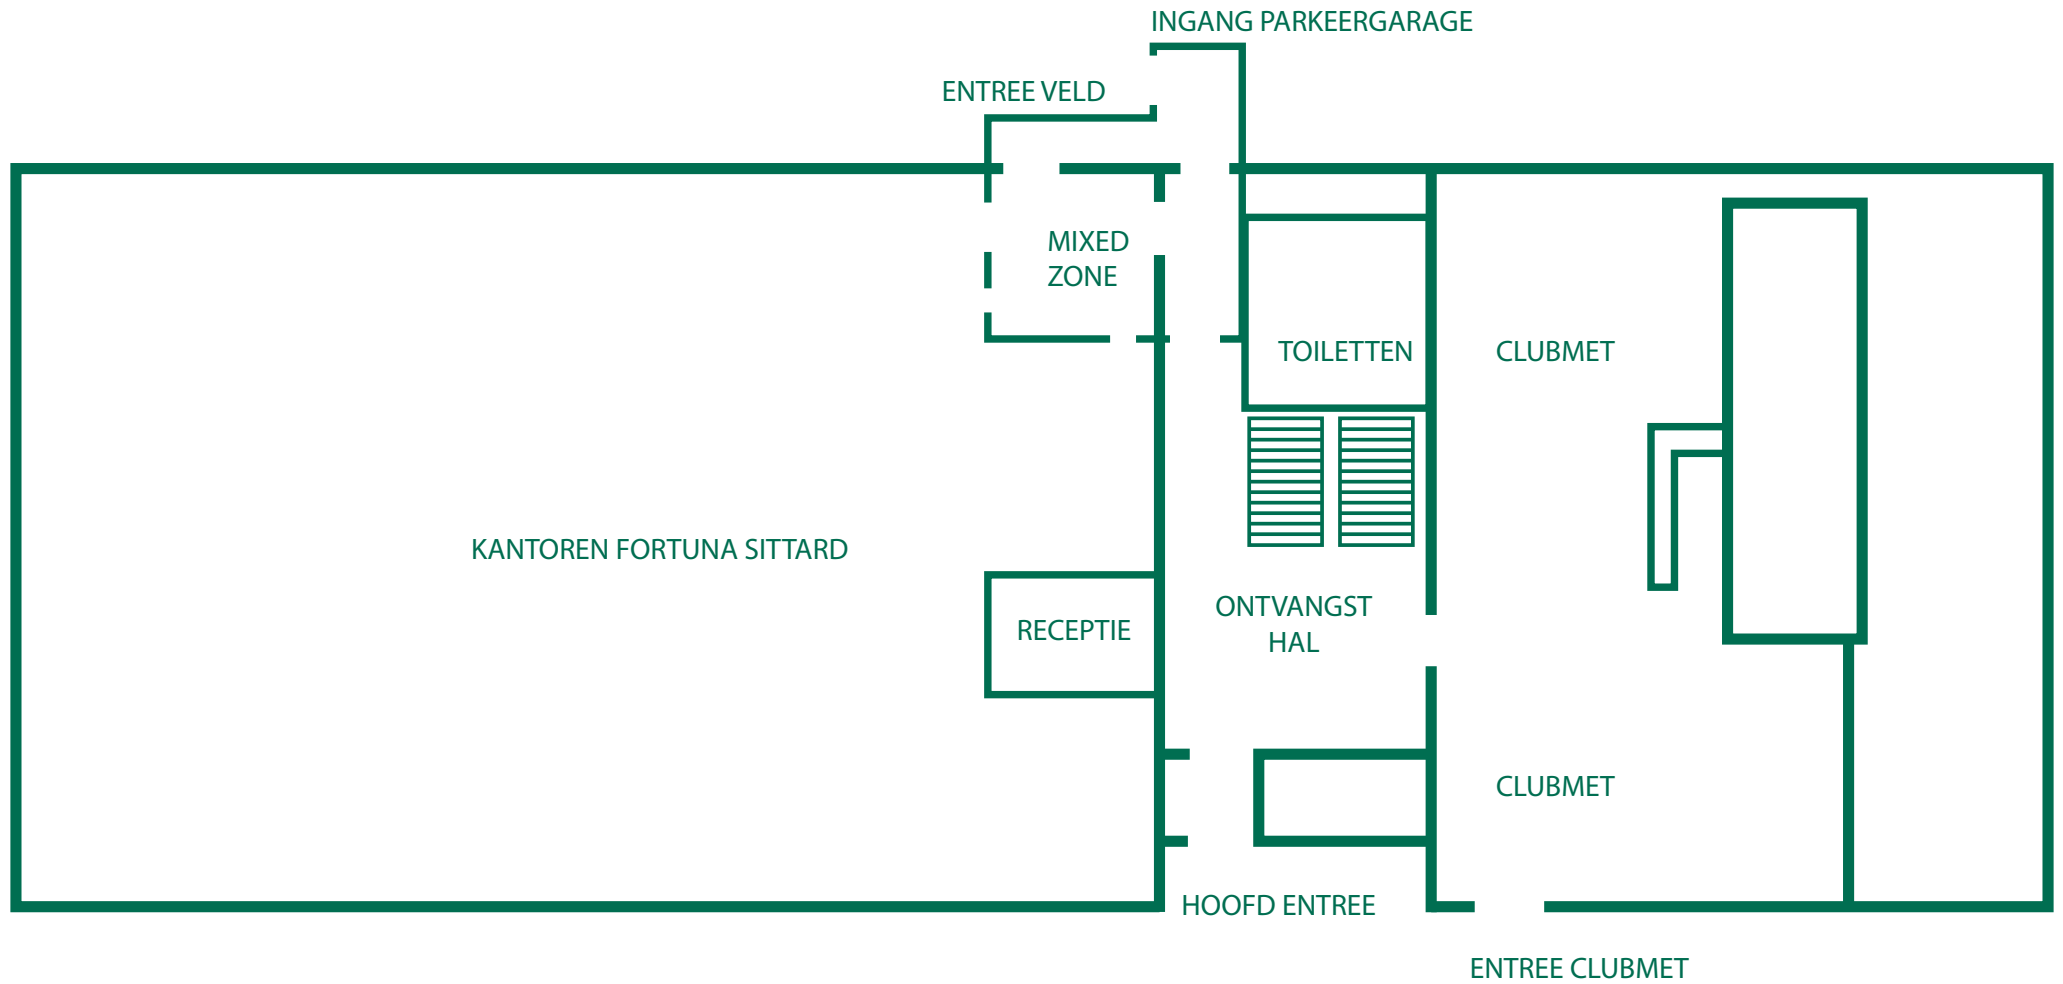 INGANG PARKEERGARAGE
ENTREE VELD
MIXED
ZONE
TOILETTEN
CLUBMET
KANTOREN FORTUNA SITTARD
RECEPTIE
ONTVANGST
HAL
CLUBMET
HOOFD ENTREE
ENTREE CLUBMET